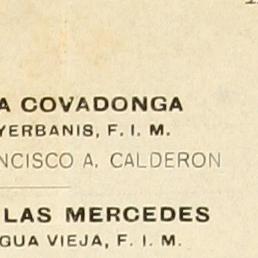 A COVADONGA
YERBANIS, F. I. M.
NCISCO A. CALDERON
LAS MERCEDES
GUA VIEJA, F. I. M.